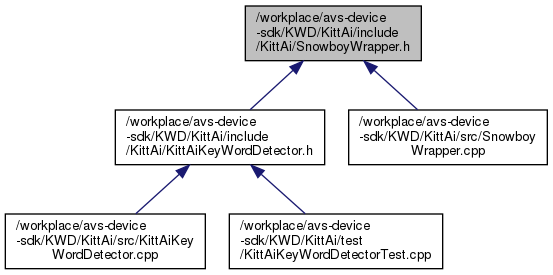 /workplace/avs-device
-sdk/KWD/KittAi/include
/KittAi/SnowboyWrapper.h
/workplace/avs-device
-sdk/KWD/KittAi/include
/KittAi/KittAiKeyWordDetector.h
/workplace/avs-device
-sdk/KWD/KittAi/src/Snowboy
Wrapper.cpp
/workplace/avs-device
-sdk/KWD/KittAi/src/KittAiKey
WordDetector.cpp
/workplace/avs-device
-sdk/KWD/KittAi/test
/KittAiKeyWordDetectorTest.cpp